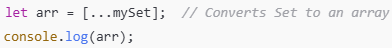 let arr = [...mySet];  // Converts Set to an array
console.log(arr);